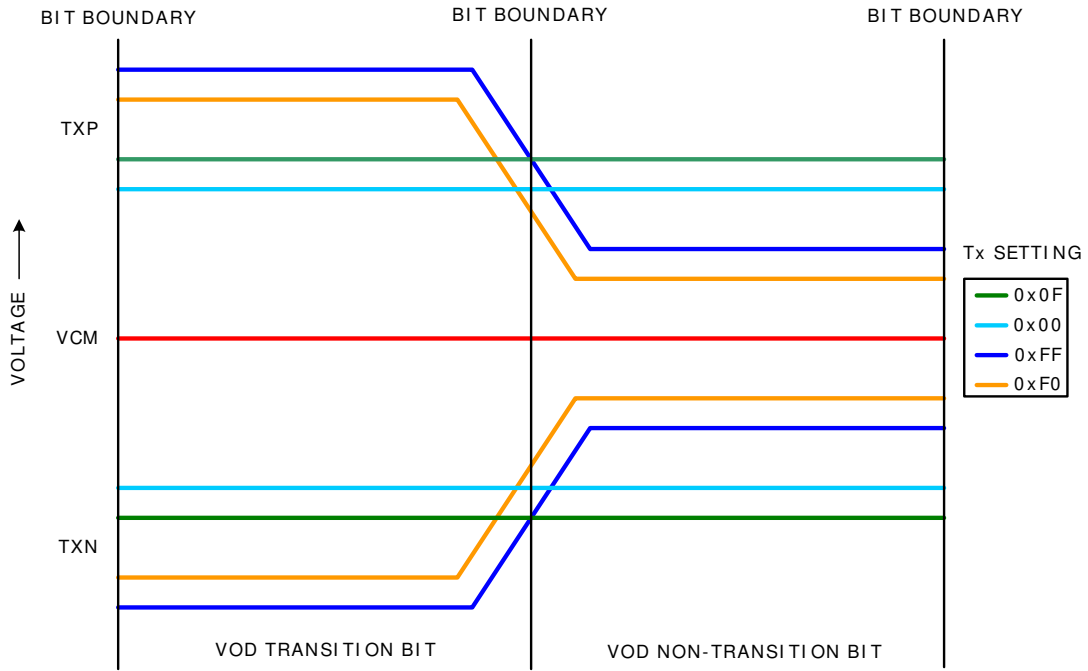 BIT BOUNDARY
BIT BOUNDARY
BIT BOUNDARY
TXP
VOLTAGE
VCM
TXN
Tx SETTING
0x0F
0x00
0xFF
0xF0
VOD TRANSITION BIT
VOD NON-TRANSITION BIT